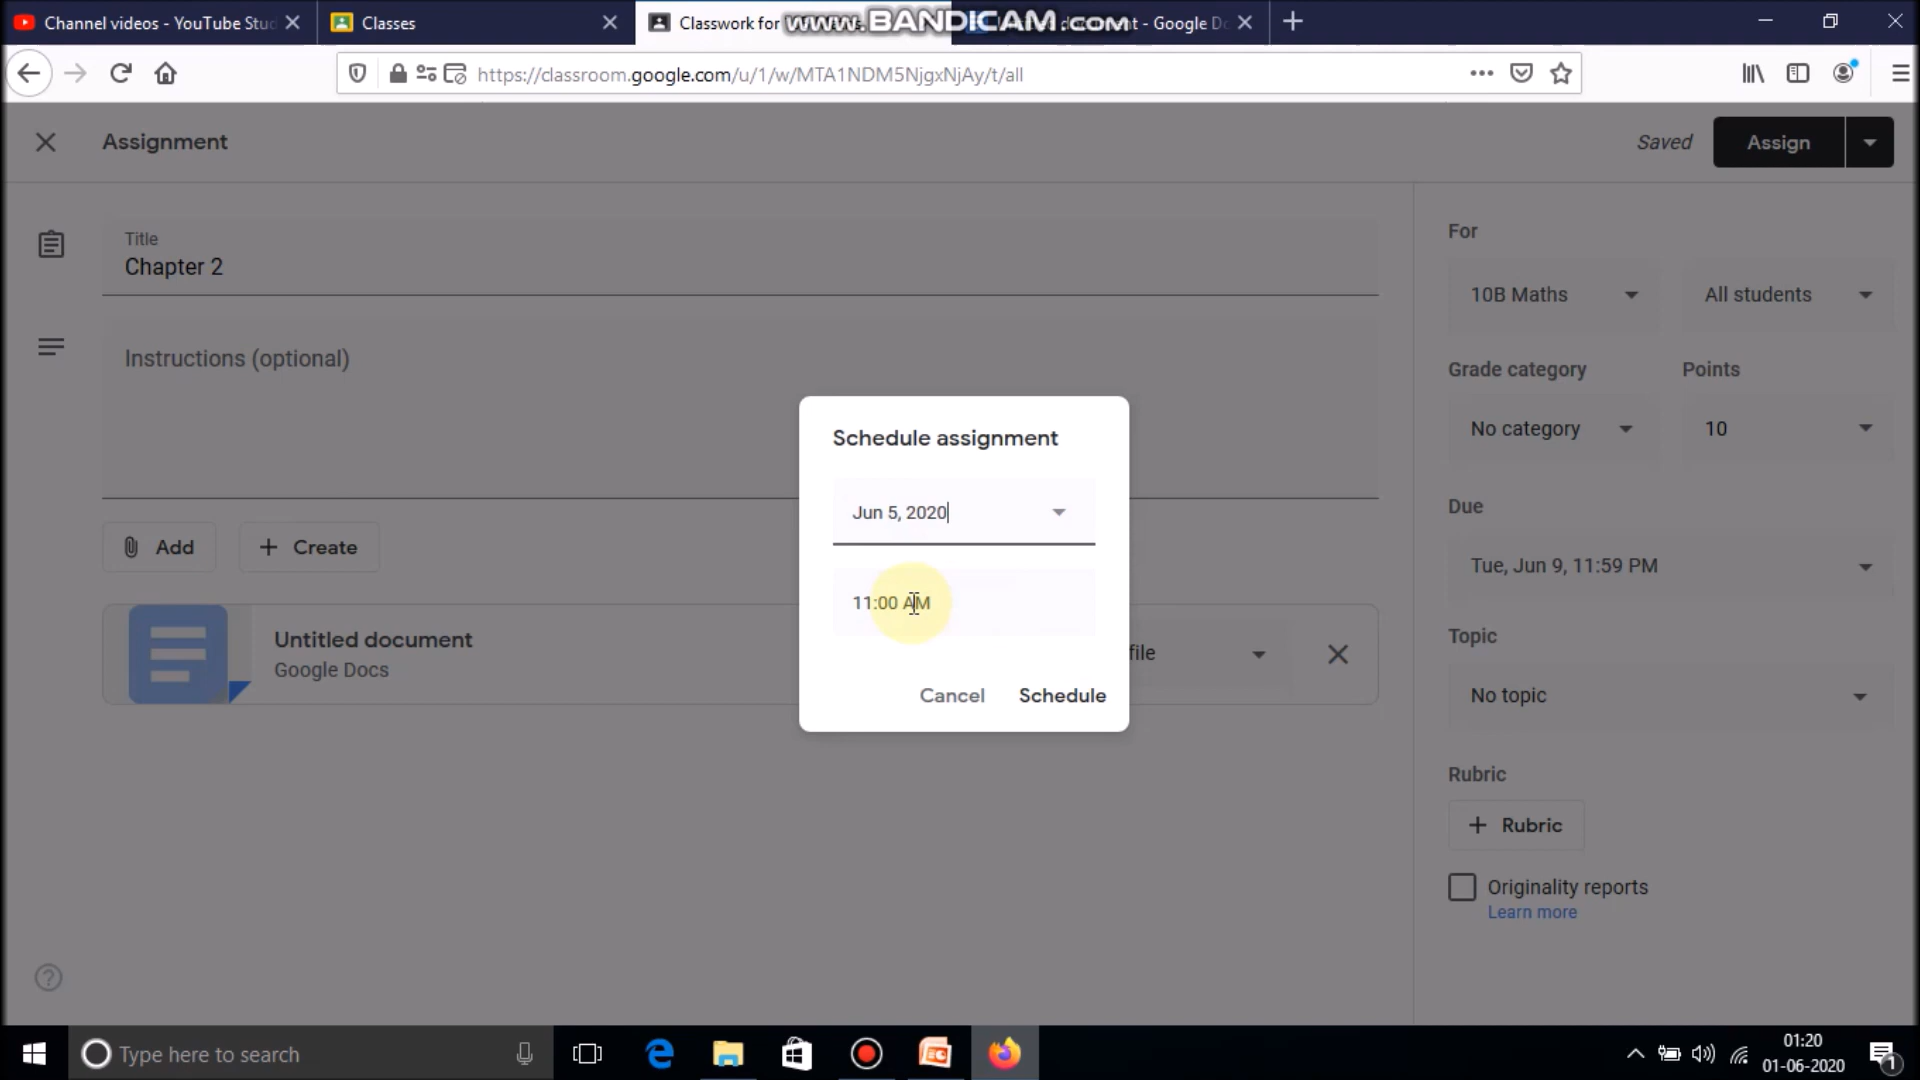 Channel videos - YouTube Stud
Classes
Classwork for
www.BANDICAM.com
document - Google Do
https://classroom.google.com/u/1/w/MTA1NDM5NjgxNjAy/t/all
Assignment
Saved
Assign
Title
Chapter 2
Instructions (optional)
Add
Create
Untitled document
Google Docs
file
Schedule assignment
Jun 5, 2020
11:00 AM
Cancel
Schedule
For
10B Maths
All students
Grade category
Points
No category
10
Due
Tue, Jun 9, 11:59 PM
Topic
No topic
Rubric
Rubric
Originality reports
Learn more
Type here to search
01:20
01-06-2020
1